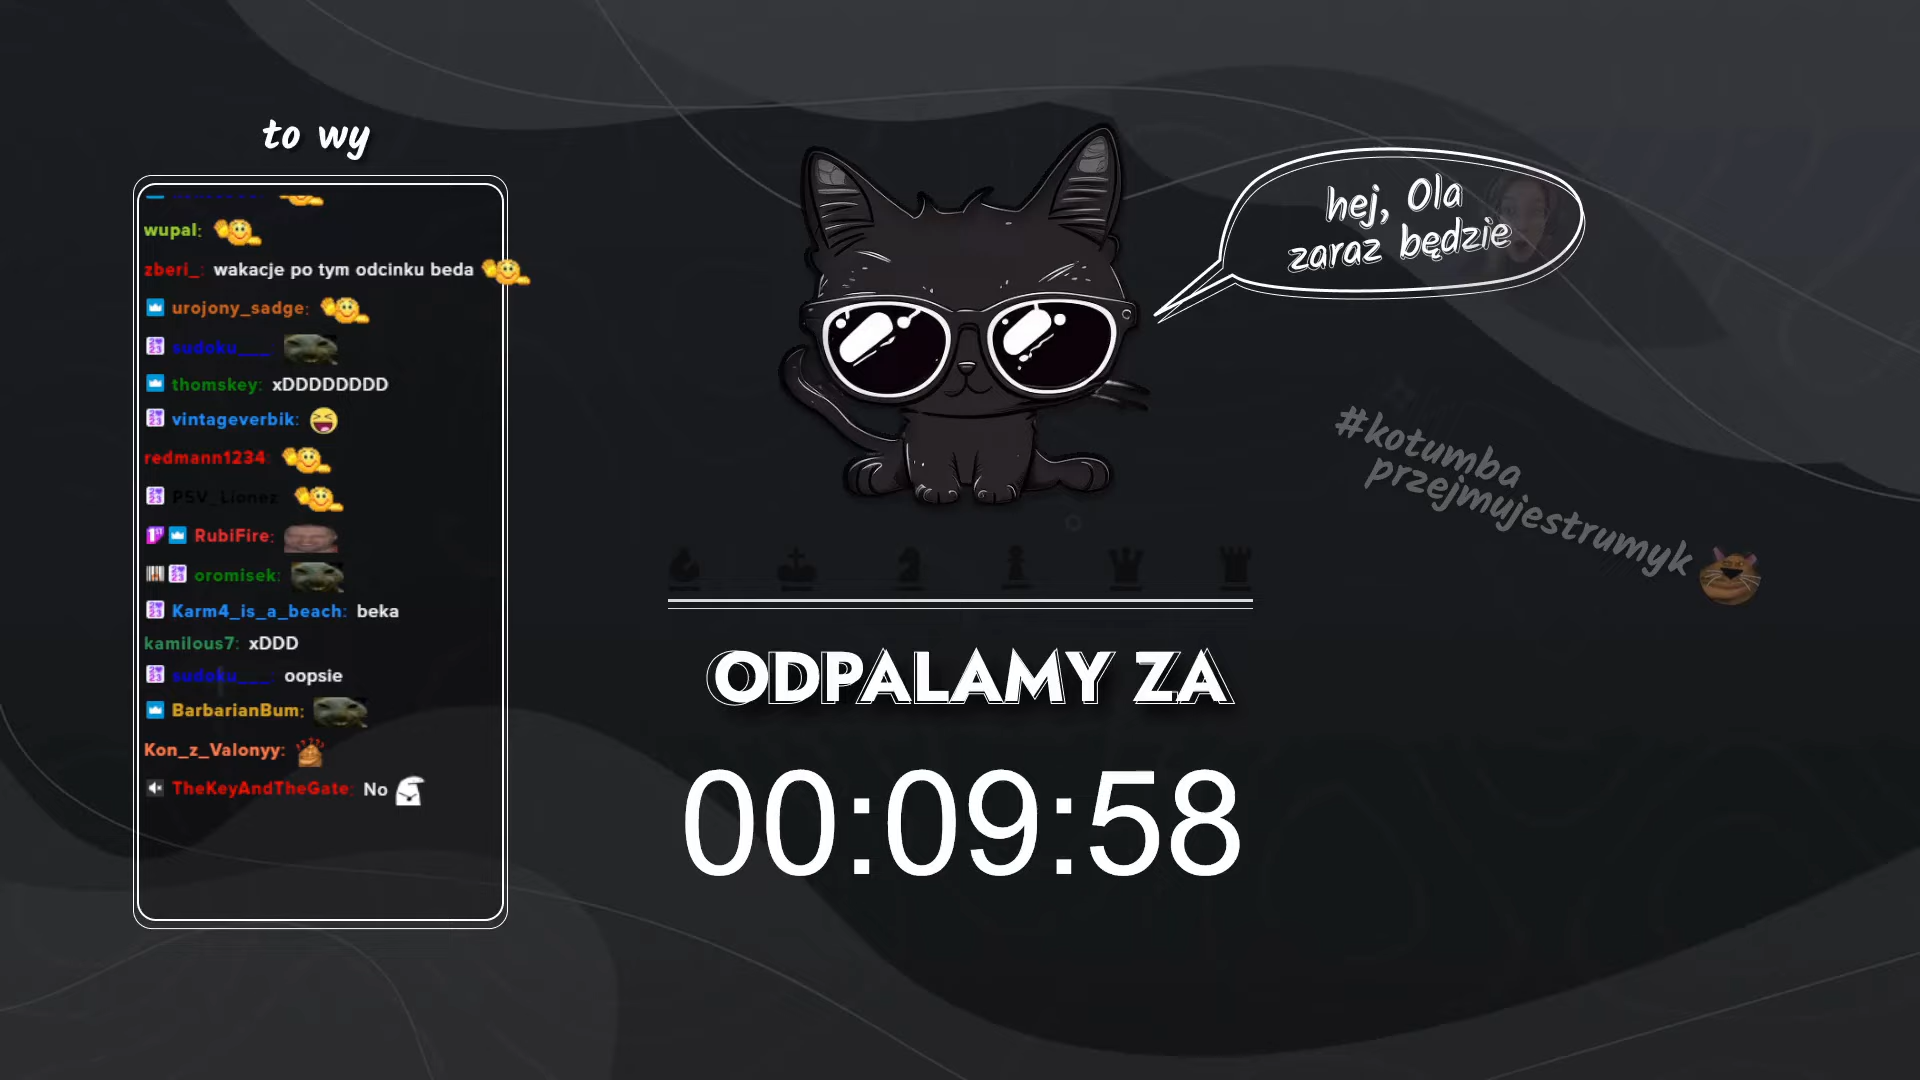 to wy
wupal:
zberi_: wakacje po tym odcinku beda
urojony_sadge:
sudoku___
thomskey: xDDDDDDDD
vintageverbik:
redmann1234:
PSV_Lionez
RubiFire:
oromisek:
Karm4_is_a_beach: beka
kamilous7: xDDD
sudoku___: oopsie
BarbarianBum:
Kon_z_Valonyy:
TheKeyAndTheGate: No
hej, Ola
zaraz będzie
#kotumba
przejmujestrumyk
ODPALAMY ZA
00:09:58